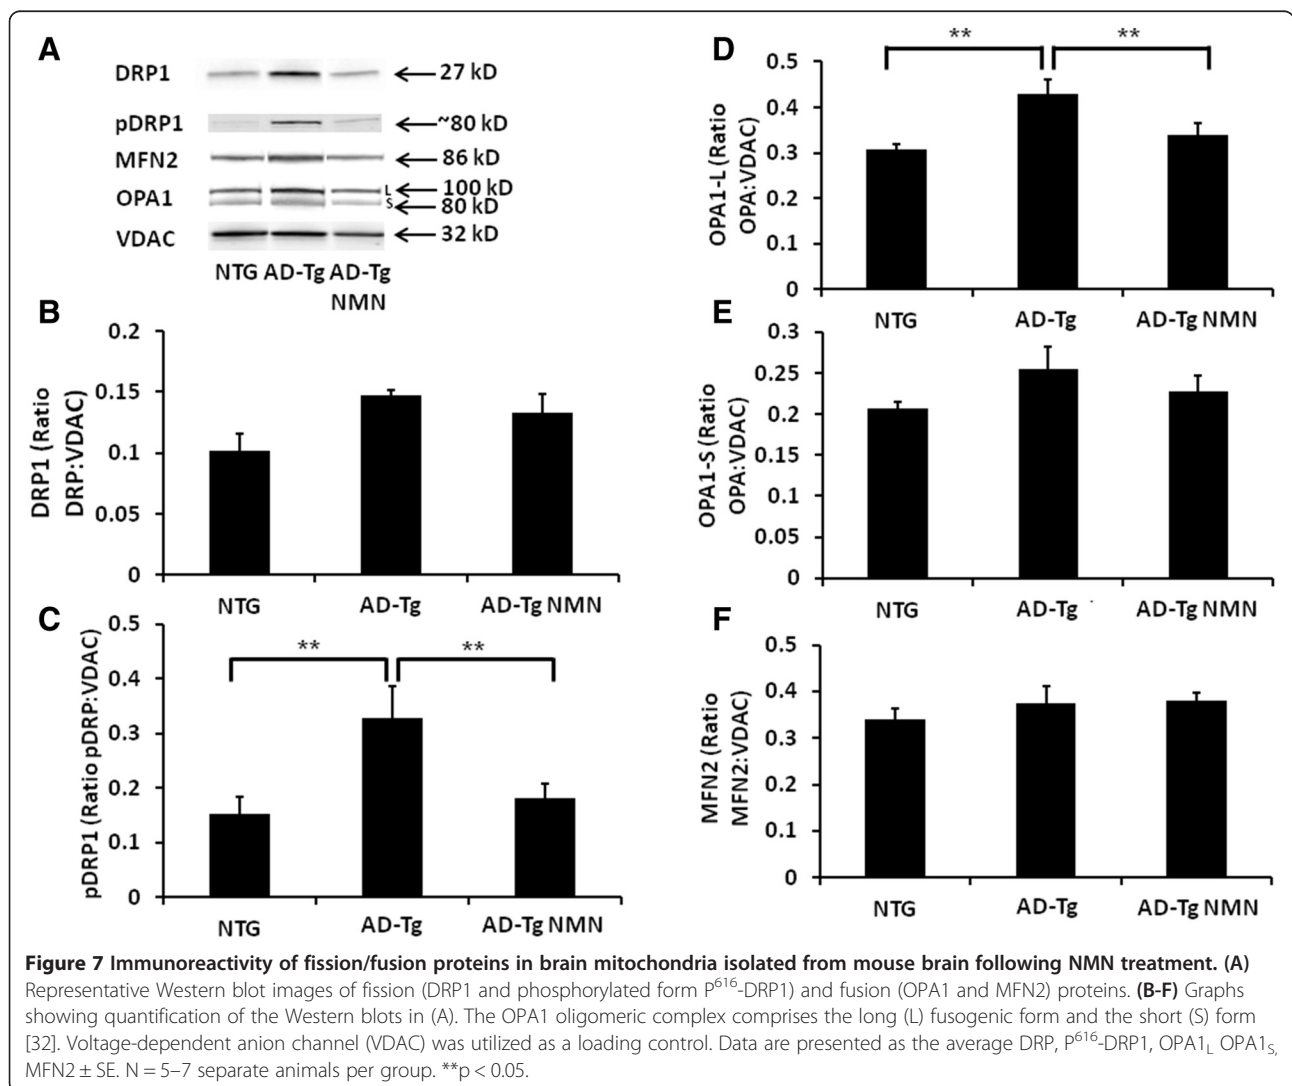 A
DRP1
27 kD
pDRP1
~80 kD
MFN2
86 kD
OPA1
L
100 kD
S
80 kD
VDAC
32 kD
NTG AD-Tg AD-Tg
NMN
B
DRP1 (Ratio
DRP:VDAC)
0.2
0.15
0.1
0.05
0
NTG
AD-Tg
AD-Tg NMN
C
pDRP1 (Ratio pDRP:VDAC)
0.5
0.4
0.3
0.2
0.1
0
**
**
NTG
AD-Tg
AD-Tg NMN
D
OPA1-L (Ratio
OPA:VDAC)
**
**
0.5
0.4
0.3
0.2
0.1
0
NTG
AD-Tg
AD-Tg NMN
E
OPA1-S (Ratio
OPA:VDAC)
0.3
0.25
0.2
0.15
0.1
0.05
0
NTG
AD-Tg
AD-Tg NMN
F
MFN2 (Ratio
MFN2:VDAC)
0.5
0.4
0.3
0.2
0.1
0
NTG
AD-Tg
AD-Tg NMN
Figure 7 Immunoreactivity of fission/fusion proteins in brain mitochondria isolated from mouse brain following NMN treatment. (A)
Representative Western blot images of fission (DRP1 and phosphorylated form P⁶¹⁶-DRP1) and fusion (OPA1 and MFN2) proteins. (B-F) Graphs
showing quantification of the Western blots in (A). The OPA1 oligomeric complex comprises the long (L) fusogenic form and the short (S) form
[32]. Voltage-dependent anion channel (VDAC) was utilized as a loading control. Data are presented as the average DRP, P⁶¹⁶-DRP1, OPA1L OPA1S,
MFN2 ± SE. N = 5–7 separate animals per group. **p < 0.05.